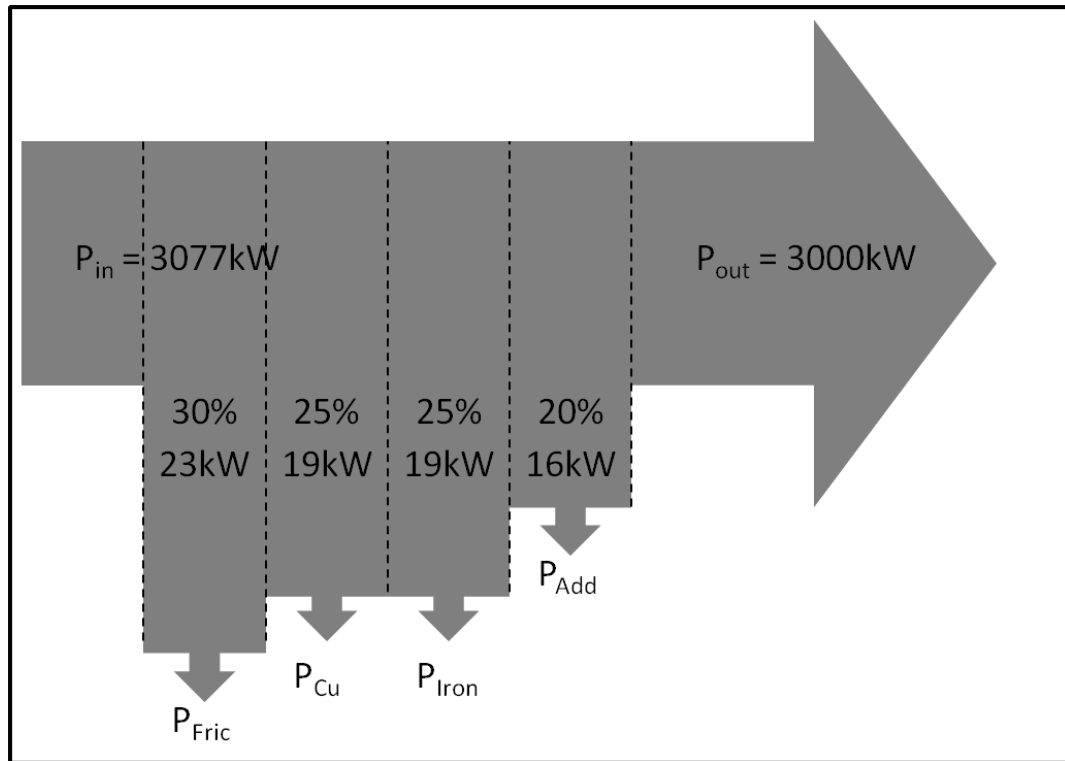 P_in = 3077kW
P_out = 3000kW
30%
23kW
25%
19kW
25%
19kW
20%
16kW
P_Add
P_Cu
P_Iron
P_Fric